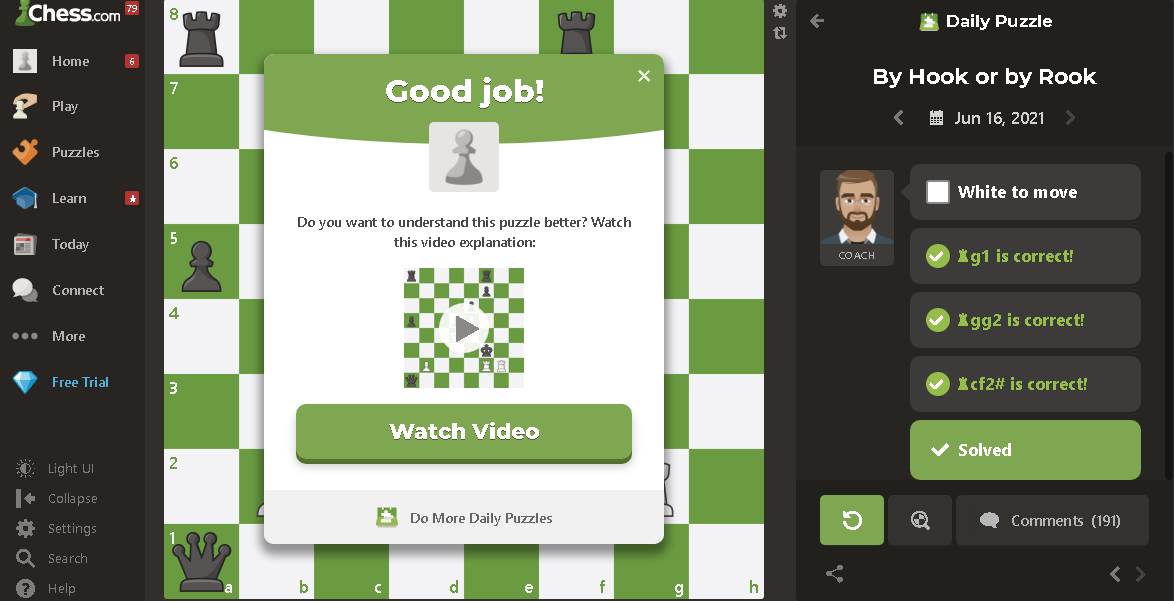 Chess.com
79
Home
6
Play
Puzzles
Learn
Today
Connect
More
Free Trial
Light UI
Collapse
Settings
Search
Help
8
7
6
5
4
3
2
1
a
b
c
d
e
f
g
h
Good job!
Do you want to understand this puzzle better? Watch
this video explanation:
Watch Video
Do More Daily Puzzles
Daily Puzzle
By Hook or by Rook
Jun 16, 2021
COACH
White to move
♜g1 is correct!
♜gg2 is correct!
♜cf2# is correct!
Solved
Comments (191)